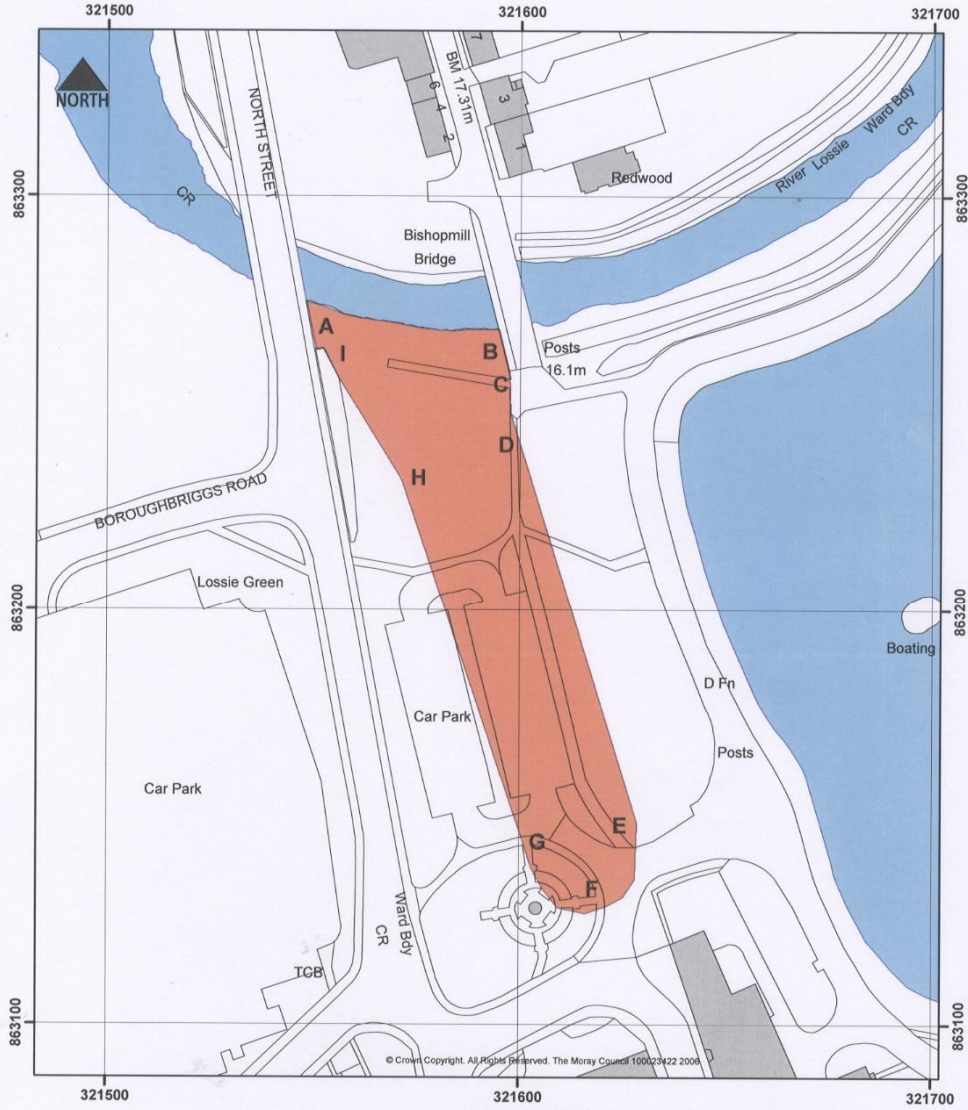 321500
321600
321700
NORTH
NORTH STREET
BM 17.31m
7
6
4
2
3
1
Redwood
Ward Bdy
CR
River Lossie
863300
863300
CR
Bishopmill
Bridge
A
I
B
C
Posts
16.1m
D
H
BOROUGHBRIGGS ROAD
Lossie Green
863200
863200
Boating
D Fn
Car Park
Posts
Car Park
E
G
F
Ward Bdy
CR
TCB
863100
863100
© Crown Copyright. All Rights Reserved. The Moray Council 100023422 2006
321500
321600
321700